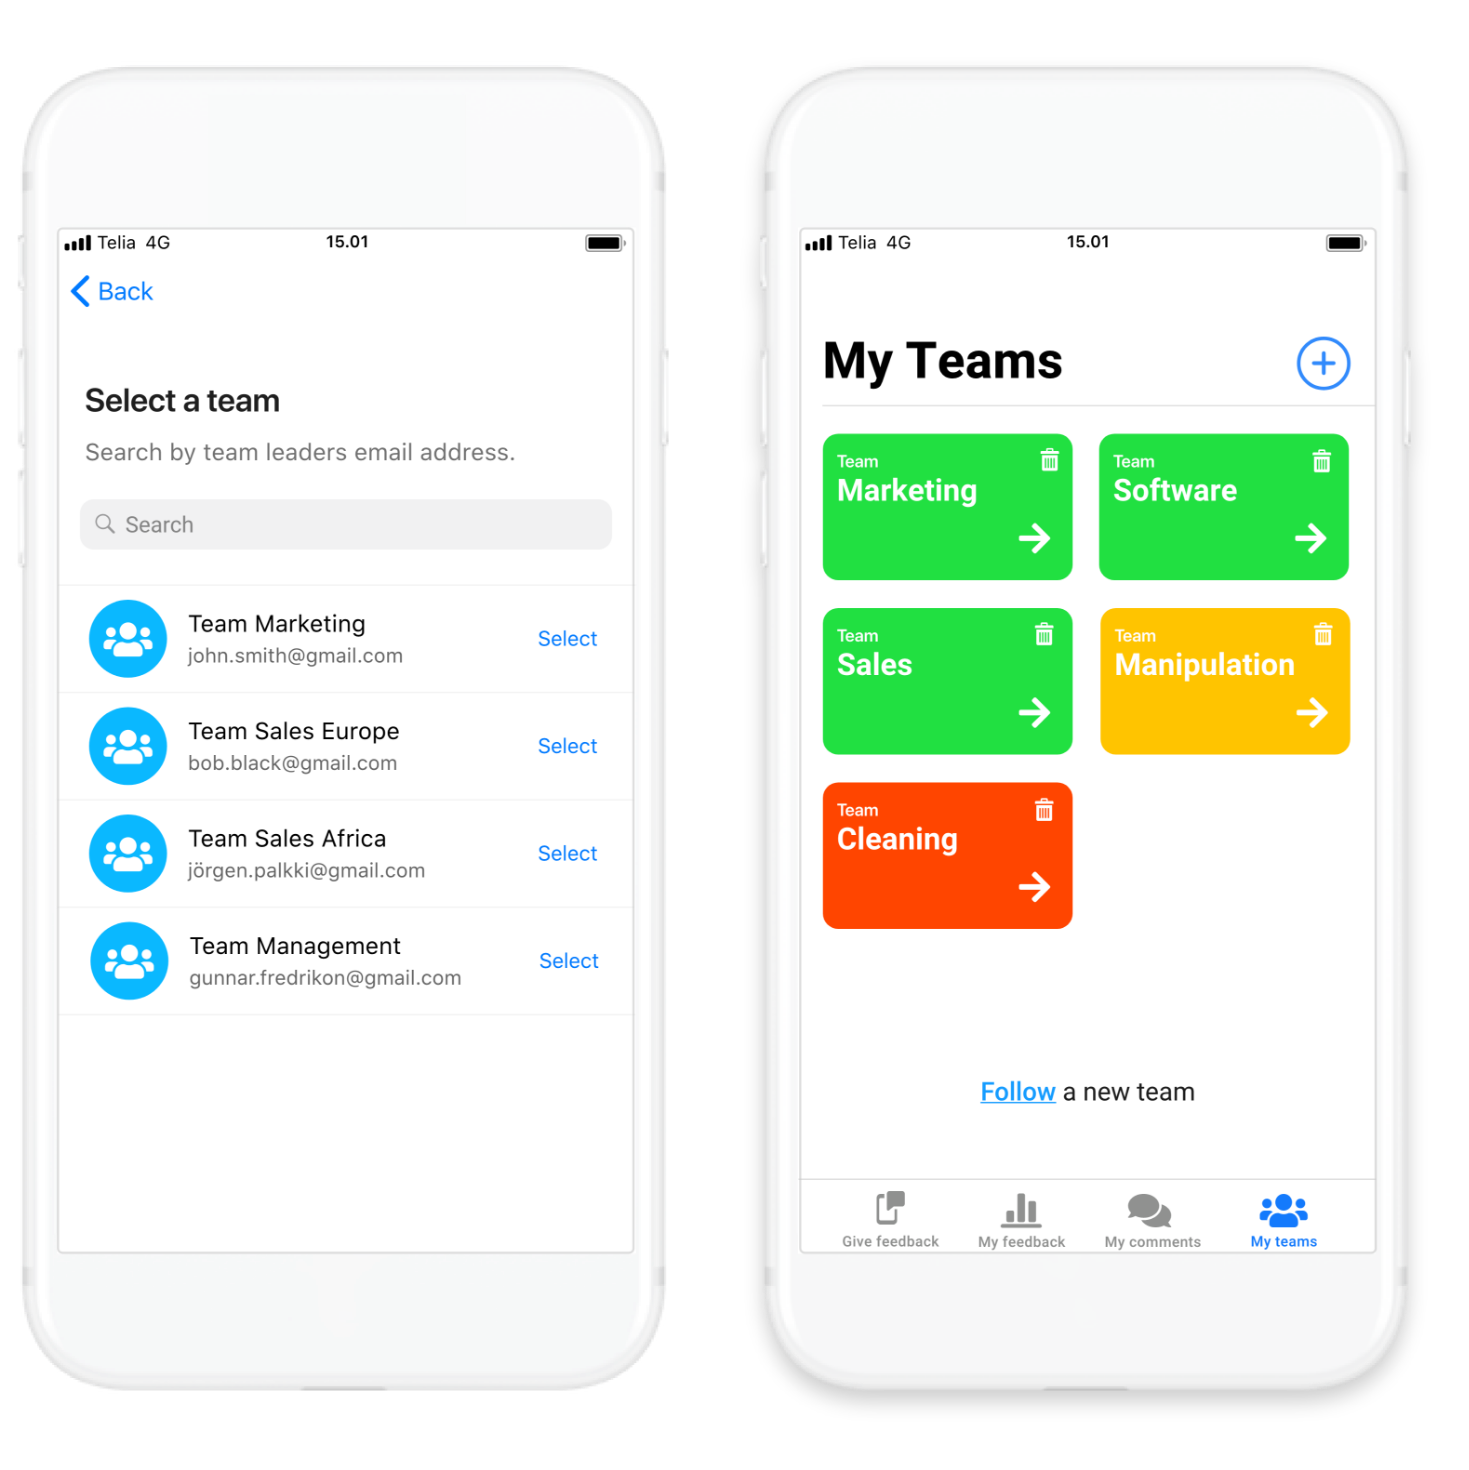 Telia 4G 15.01
Back
Select a team
Search by team leaders email address.
Search
Team Marketing
john.smith@gmail.com
Select
Team Sales Europe
bob.black@gmail.com
Select
Team Sales Africa
jörgen.palkki@gmail.com
Select
Team Management
gunnar.fredrikon@gmail.com
Select
Telia 4G 15.01
My Teams
Team
Marketing
Team
Software
Team
Sales
Team
Manipulation
Team
Cleaning
Follow a new team
Give feedback
My feedback
My comments
My teams